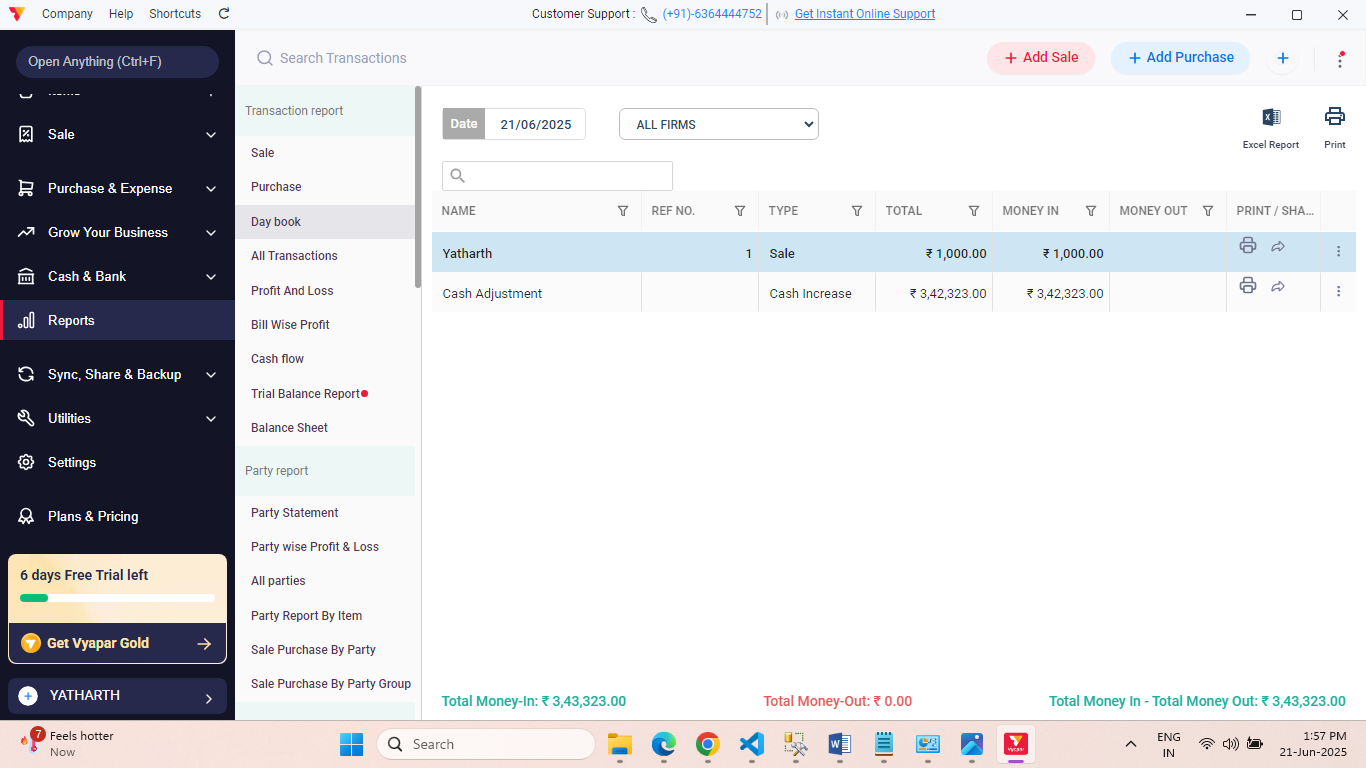 Company Help Shortcuts
Customer Support : (+91)-6364444752 Get Instant Online Support
Open Anything (Ctrl+F)
Sale
Purchase & Expense
Grow Your Business
Cash & Bank
Reports
Sync, Share & Backup
Utilities
Settings
Plans & Pricing
6 days Free Trial left
Get Vyapar Gold
YATHARTH
Search Transactions
Add Sale
Add Purchase
Transaction report
Sale
Purchase
Day book
All Transactions
Profit And Loss
Bill Wise Profit
Cash flow
Trial Balance Report
Balance Sheet
Party report
Party Statement
Party wise Profit & Loss
All parties
Party Report By Item
Sale Purchase By Party
Sale Purchase By Party Group
Date 21/06/2025 ALL FIRMS
Excel Report Print
NAME REF NO. TYPE TOTAL MONEY IN MONEY OUT PRINT / SHA...
Yatharth 1 Sale ₹ 1,000.00 ₹ 1,000.00
Cash Adjustment Cash Increase ₹ 3,42,323.00 ₹ 3,42,323.00
Total Money-In: ₹ 3,43,323.00 Total Money-Out: ₹ 0.00 Total Money In - Total Money Out: ₹ 3,43,323.00
7
Feels hotter
Now
Search
Vyapar
ENG
IN
1:57 PM
21-Jun-2025